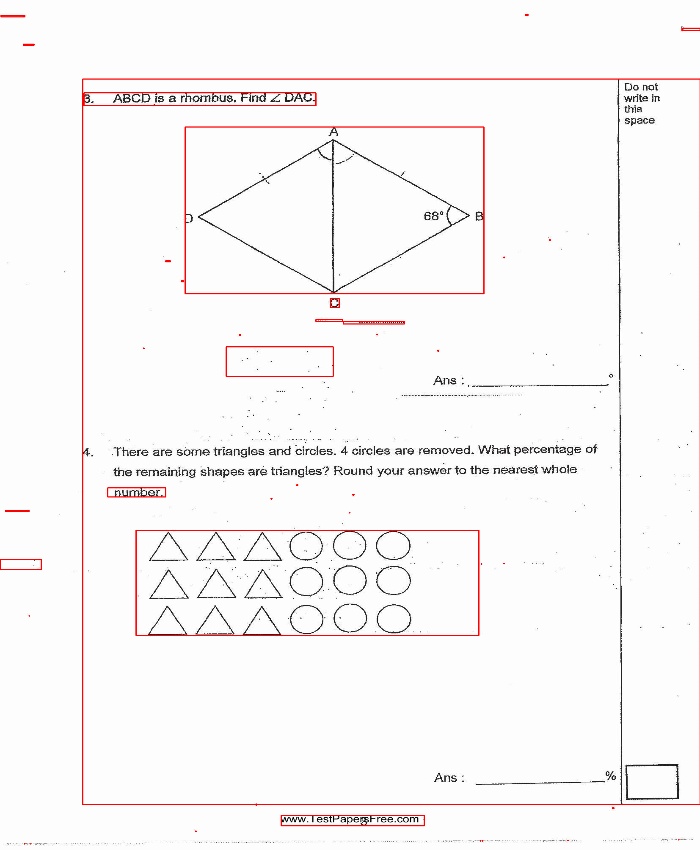 3. ABCD is a rhombus. Find ∠ DAC.
Do not
write in
this
space
A
D
68°
B
C
Ans : ____________°
4. There are some triangles and circles. 4 circles are removed. What percentage of
the remaining shapes are triangles? Round your answer to the nearest whole
number.
Ans : ____________%
www.TestPapersFree.com